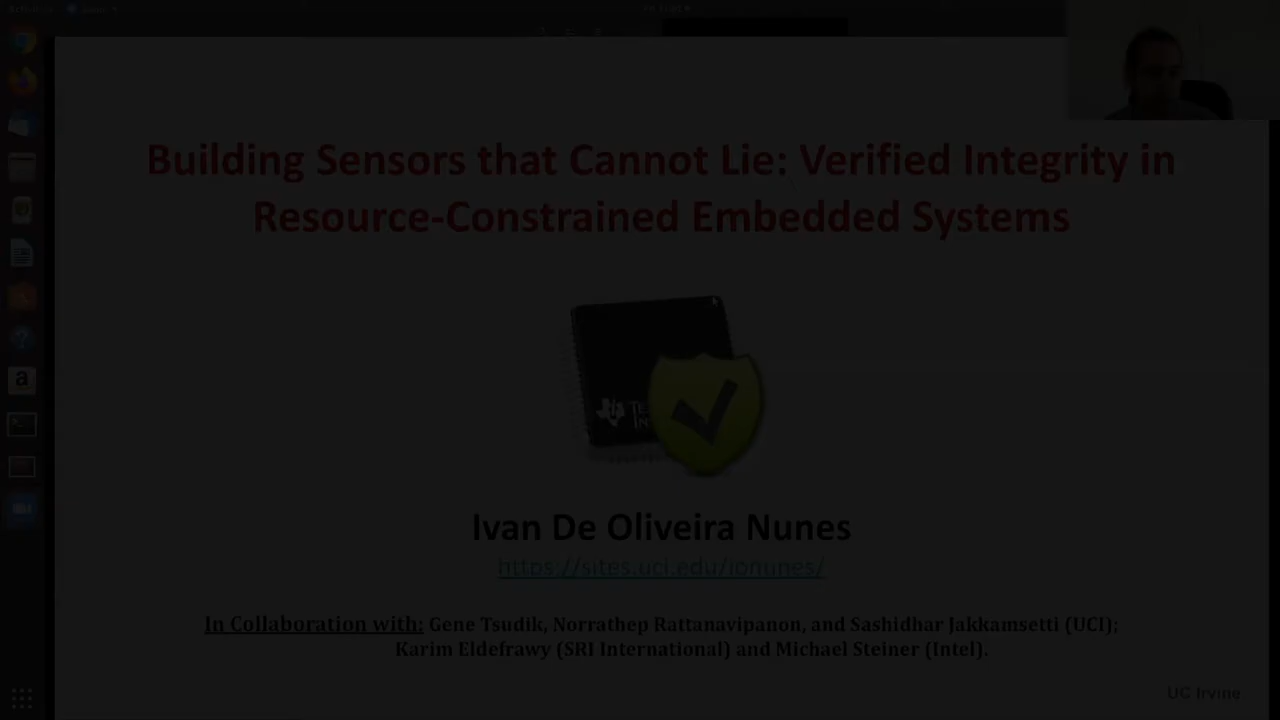 Building Sensors that Cannot Lie: Verified Integrity in
Resource-Constrained Embedded Systems
Ivan De Oliveira Nunes
https://sites.uci.edu/ionunes/
In Collaboration with: Gene Tsudik, Norrathep Rattanavipanon, and Sashidhar Jakkamsetti (UCI);
Karim Eldefrawy (SRI International) and Michael Steiner (Intel).
UC Irvine